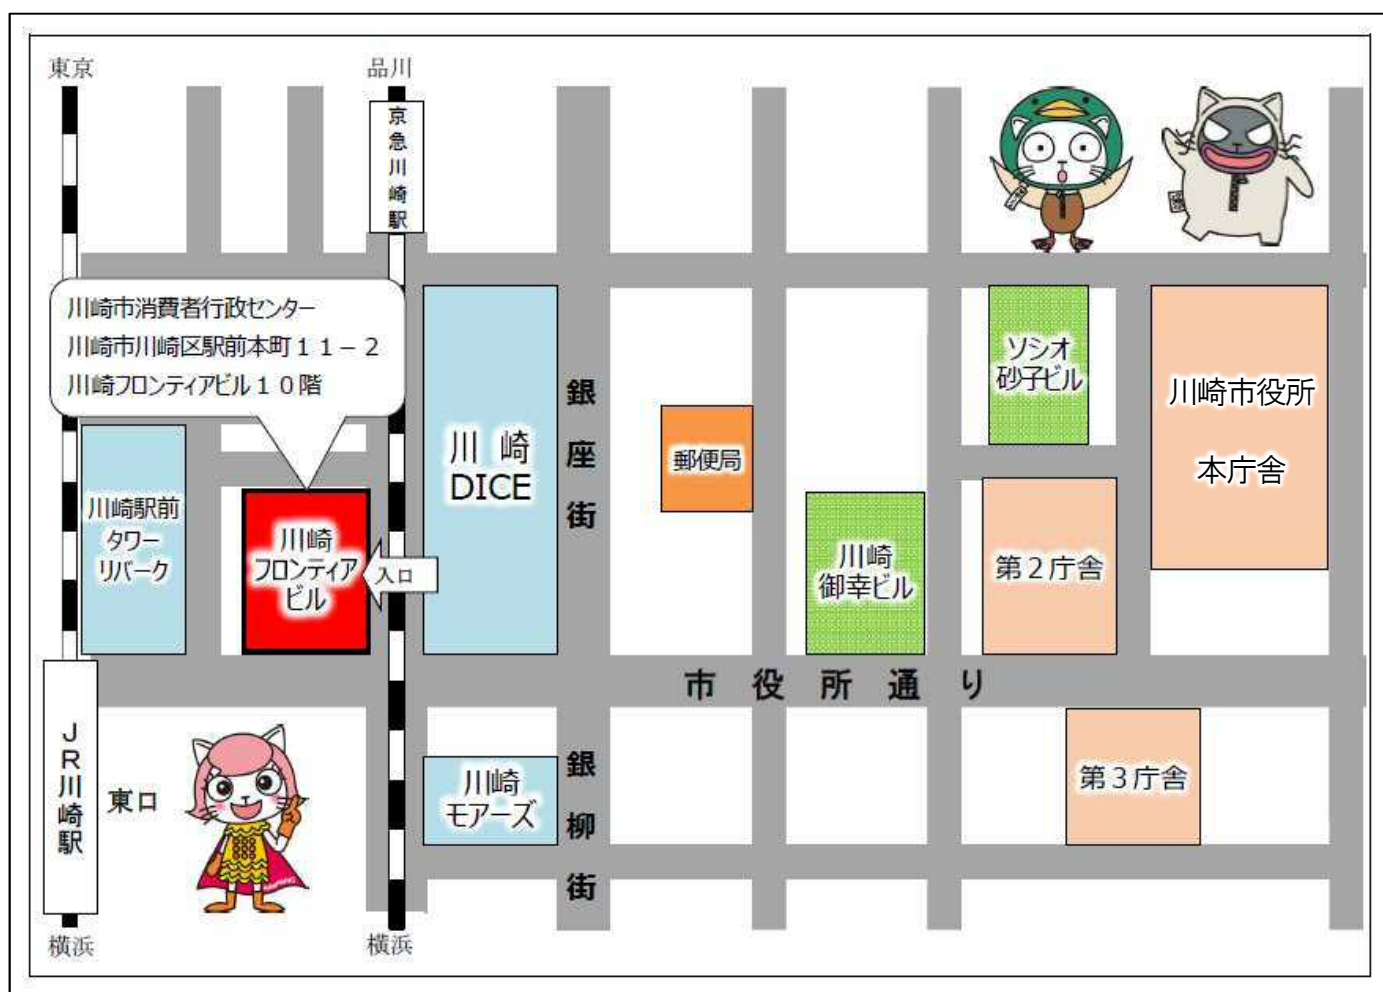 東京
品川
京急川崎駅
川崎市消費者行政センター
川崎市川崎区駅前本町１１－２
川崎フロンティアビル１０階
川崎駅前
タワー
リバーク
川崎
フロンティア
ビル
入口
川崎
DICE
銀座街
郵便局
川崎
御幸ビル
ソシオ
砂子ビル
第２庁舎
川崎市役所
本庁舎
市役所通り
ＪＲ川崎駅
東口
川崎
モアーズ
銀柳街
第３庁舎
横浜
横浜